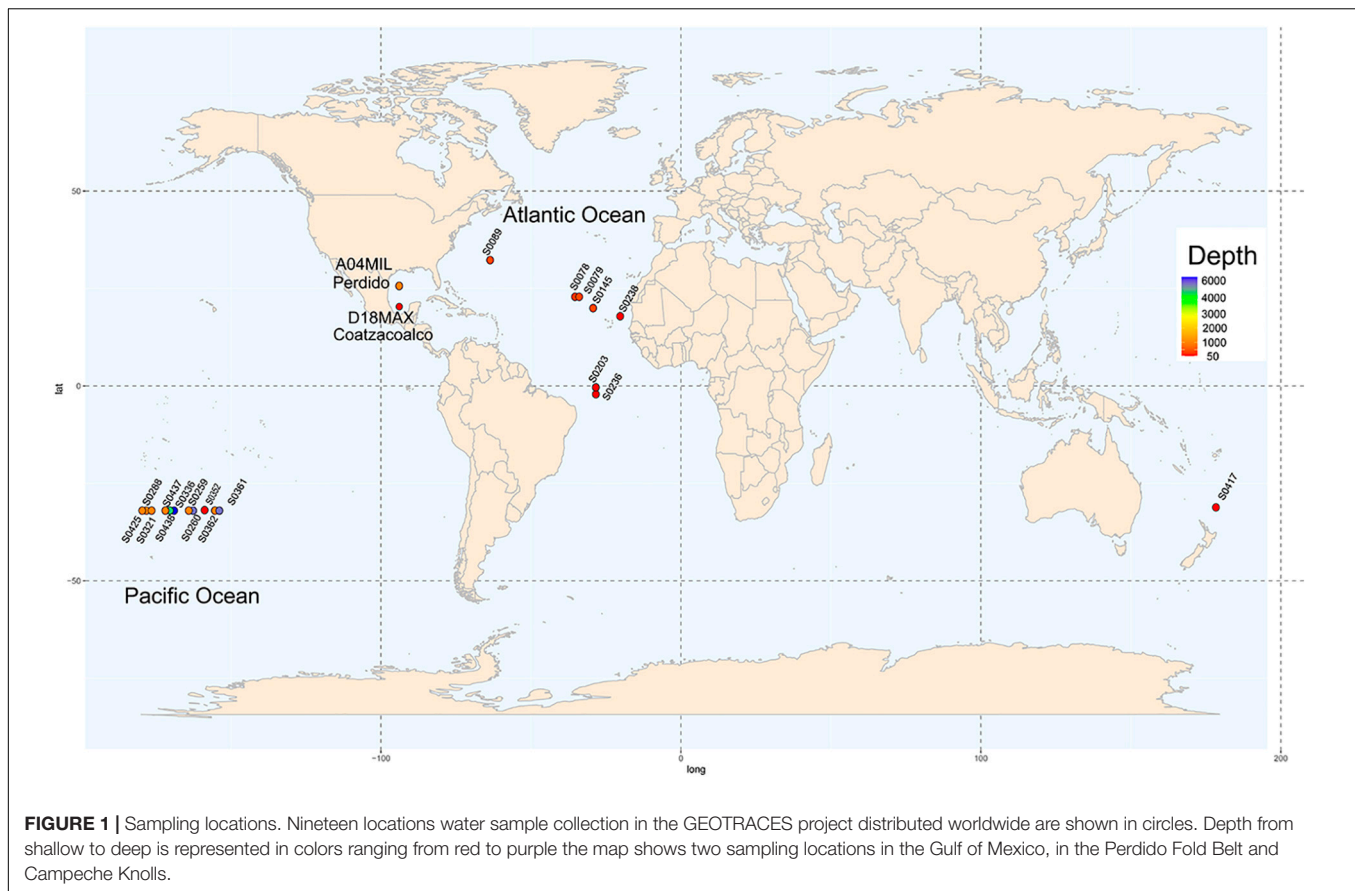 Atlantic Ocean
S0089
A04MIL
Perdido
D18MAX
Coatzacoalco
S0078
S0079
S0145
S0238
S0203
S0236
Depth
6000
4000
3000
2000
1000
50
50
0
−50
lat
S0288
S0437
S0336
S0259
S0352
S0361
S0425
S0321
S0438
S0260
S0362
S0417
Pacific Ocean
−100
0
100
200
long
FIGURE 1 | Sampling locations. Nineteen locations water sample collection in the GEOTRACES project distributed worldwide are shown in circles. Depth from
shallow to deep is represented in colors ranging from red to purple the map shows two sampling locations in the Gulf of Mexico, in the Perdido Fold Belt and
Campeche Knolls.